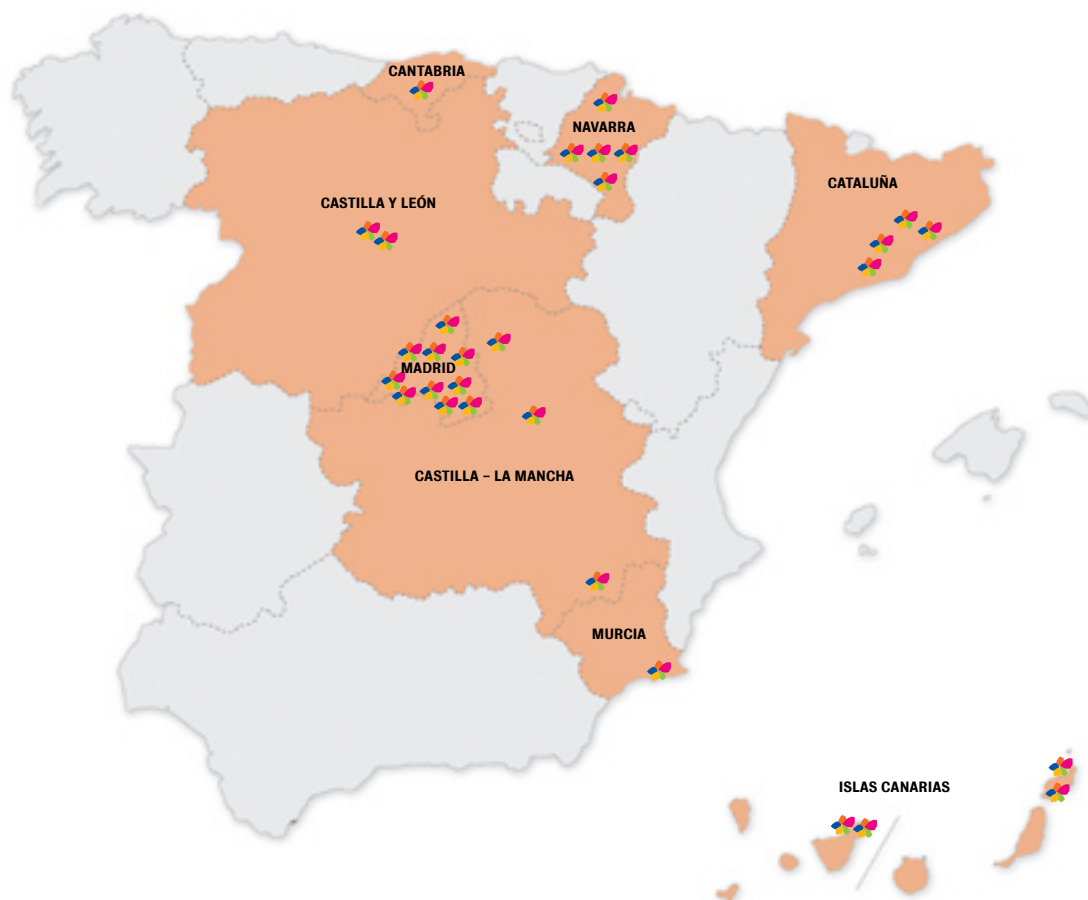 CANTABRIA
NAVARRA
CATALUÑA
CASTILLA Y LEÓN
MADRID
CASTILLA – LA MANCHA
MURCIA
ISLAS CANARIAS